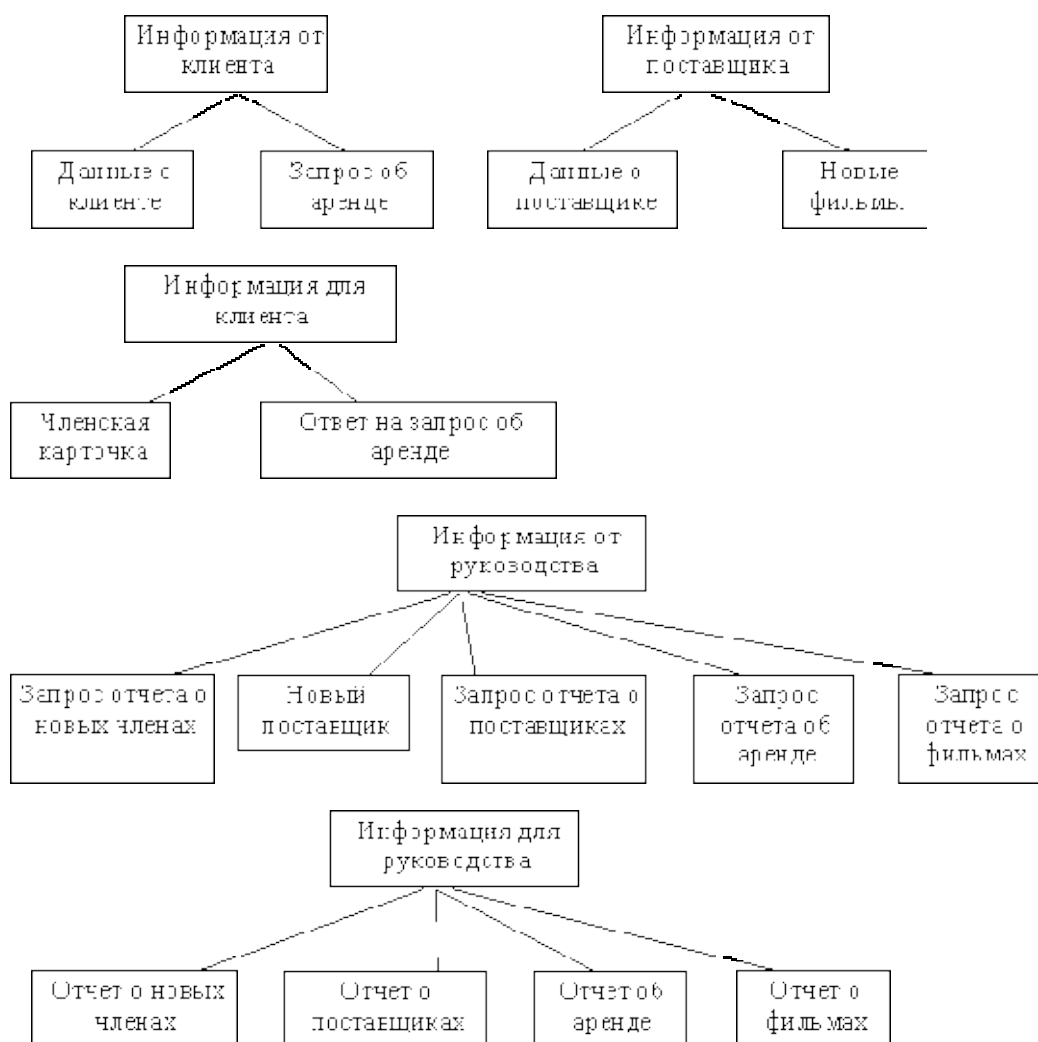 Информация от
клиента
Информация от
поставщика
Данные о
клиенте
Запрос об
аренде
Данные о
поставщике
Новые
фильмы
Информация для
клиента
Членская
карточка
Ответ на запрос об
аренде
Информация от
руководства
Запрос отчета о
новых членах
Новый
поставщик
Запрос отчета о
поставщиках
Запрос
отчета об
аренде
Запрос
отчета о
фильмах
Информация для
руководства
Отчет о новых
членах
Отчет о
поставщиках
Отчет об
аренде
Отчет о
фильмах